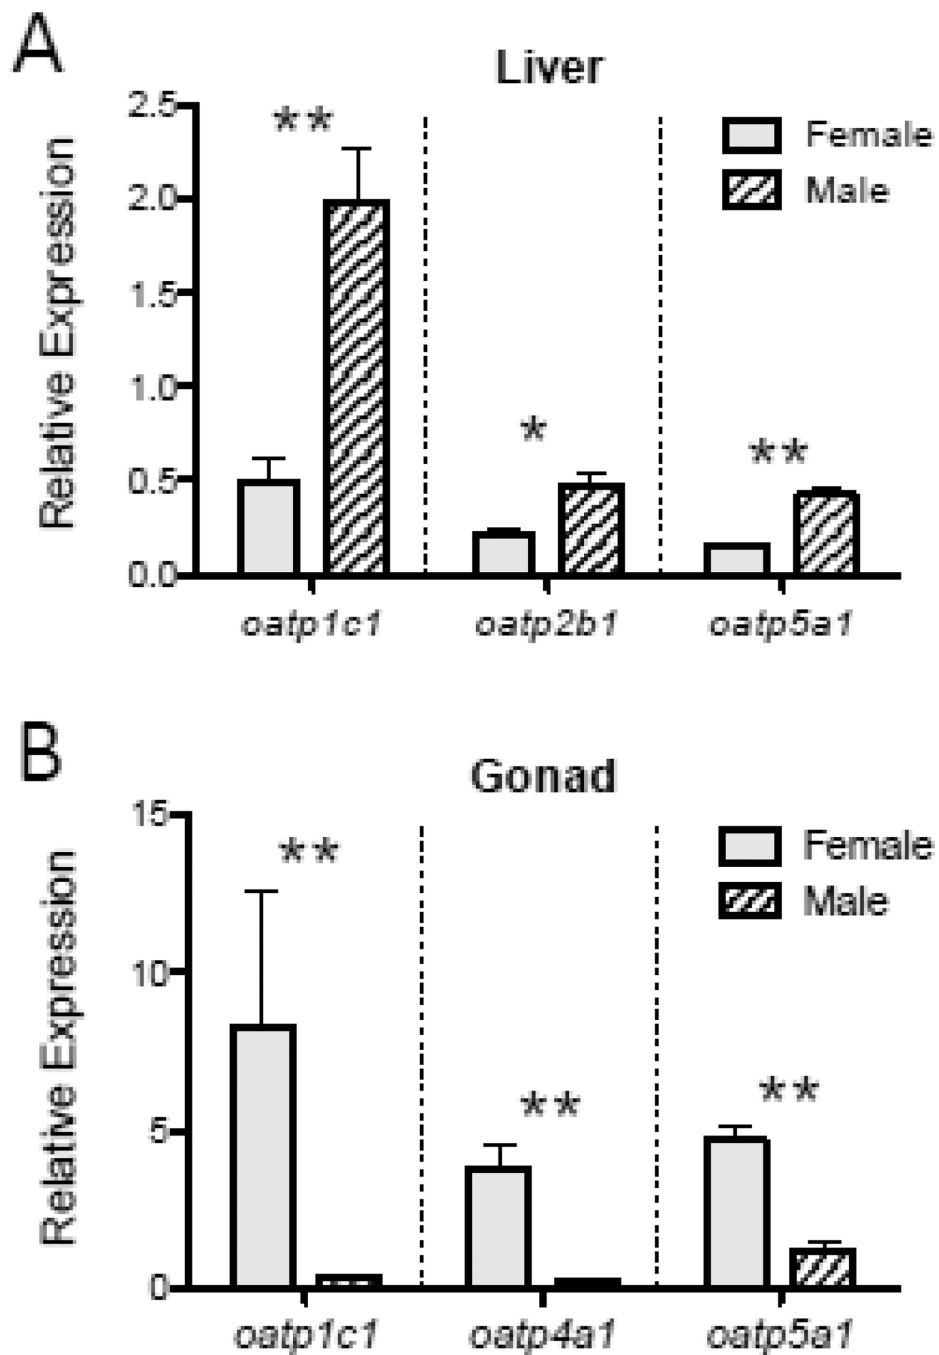 A
Liver
2.5
2.0
1.5
1.0
0.5
0.0
Relative Expression
**
*
**
Female
Male
oatp1c1
oatp2b1
oatp5a1
B
Gonad
15
10
5
0
Relative Expression
**
**
**
Female
Male
oatp1c1
oatp4a1
oatp5a1